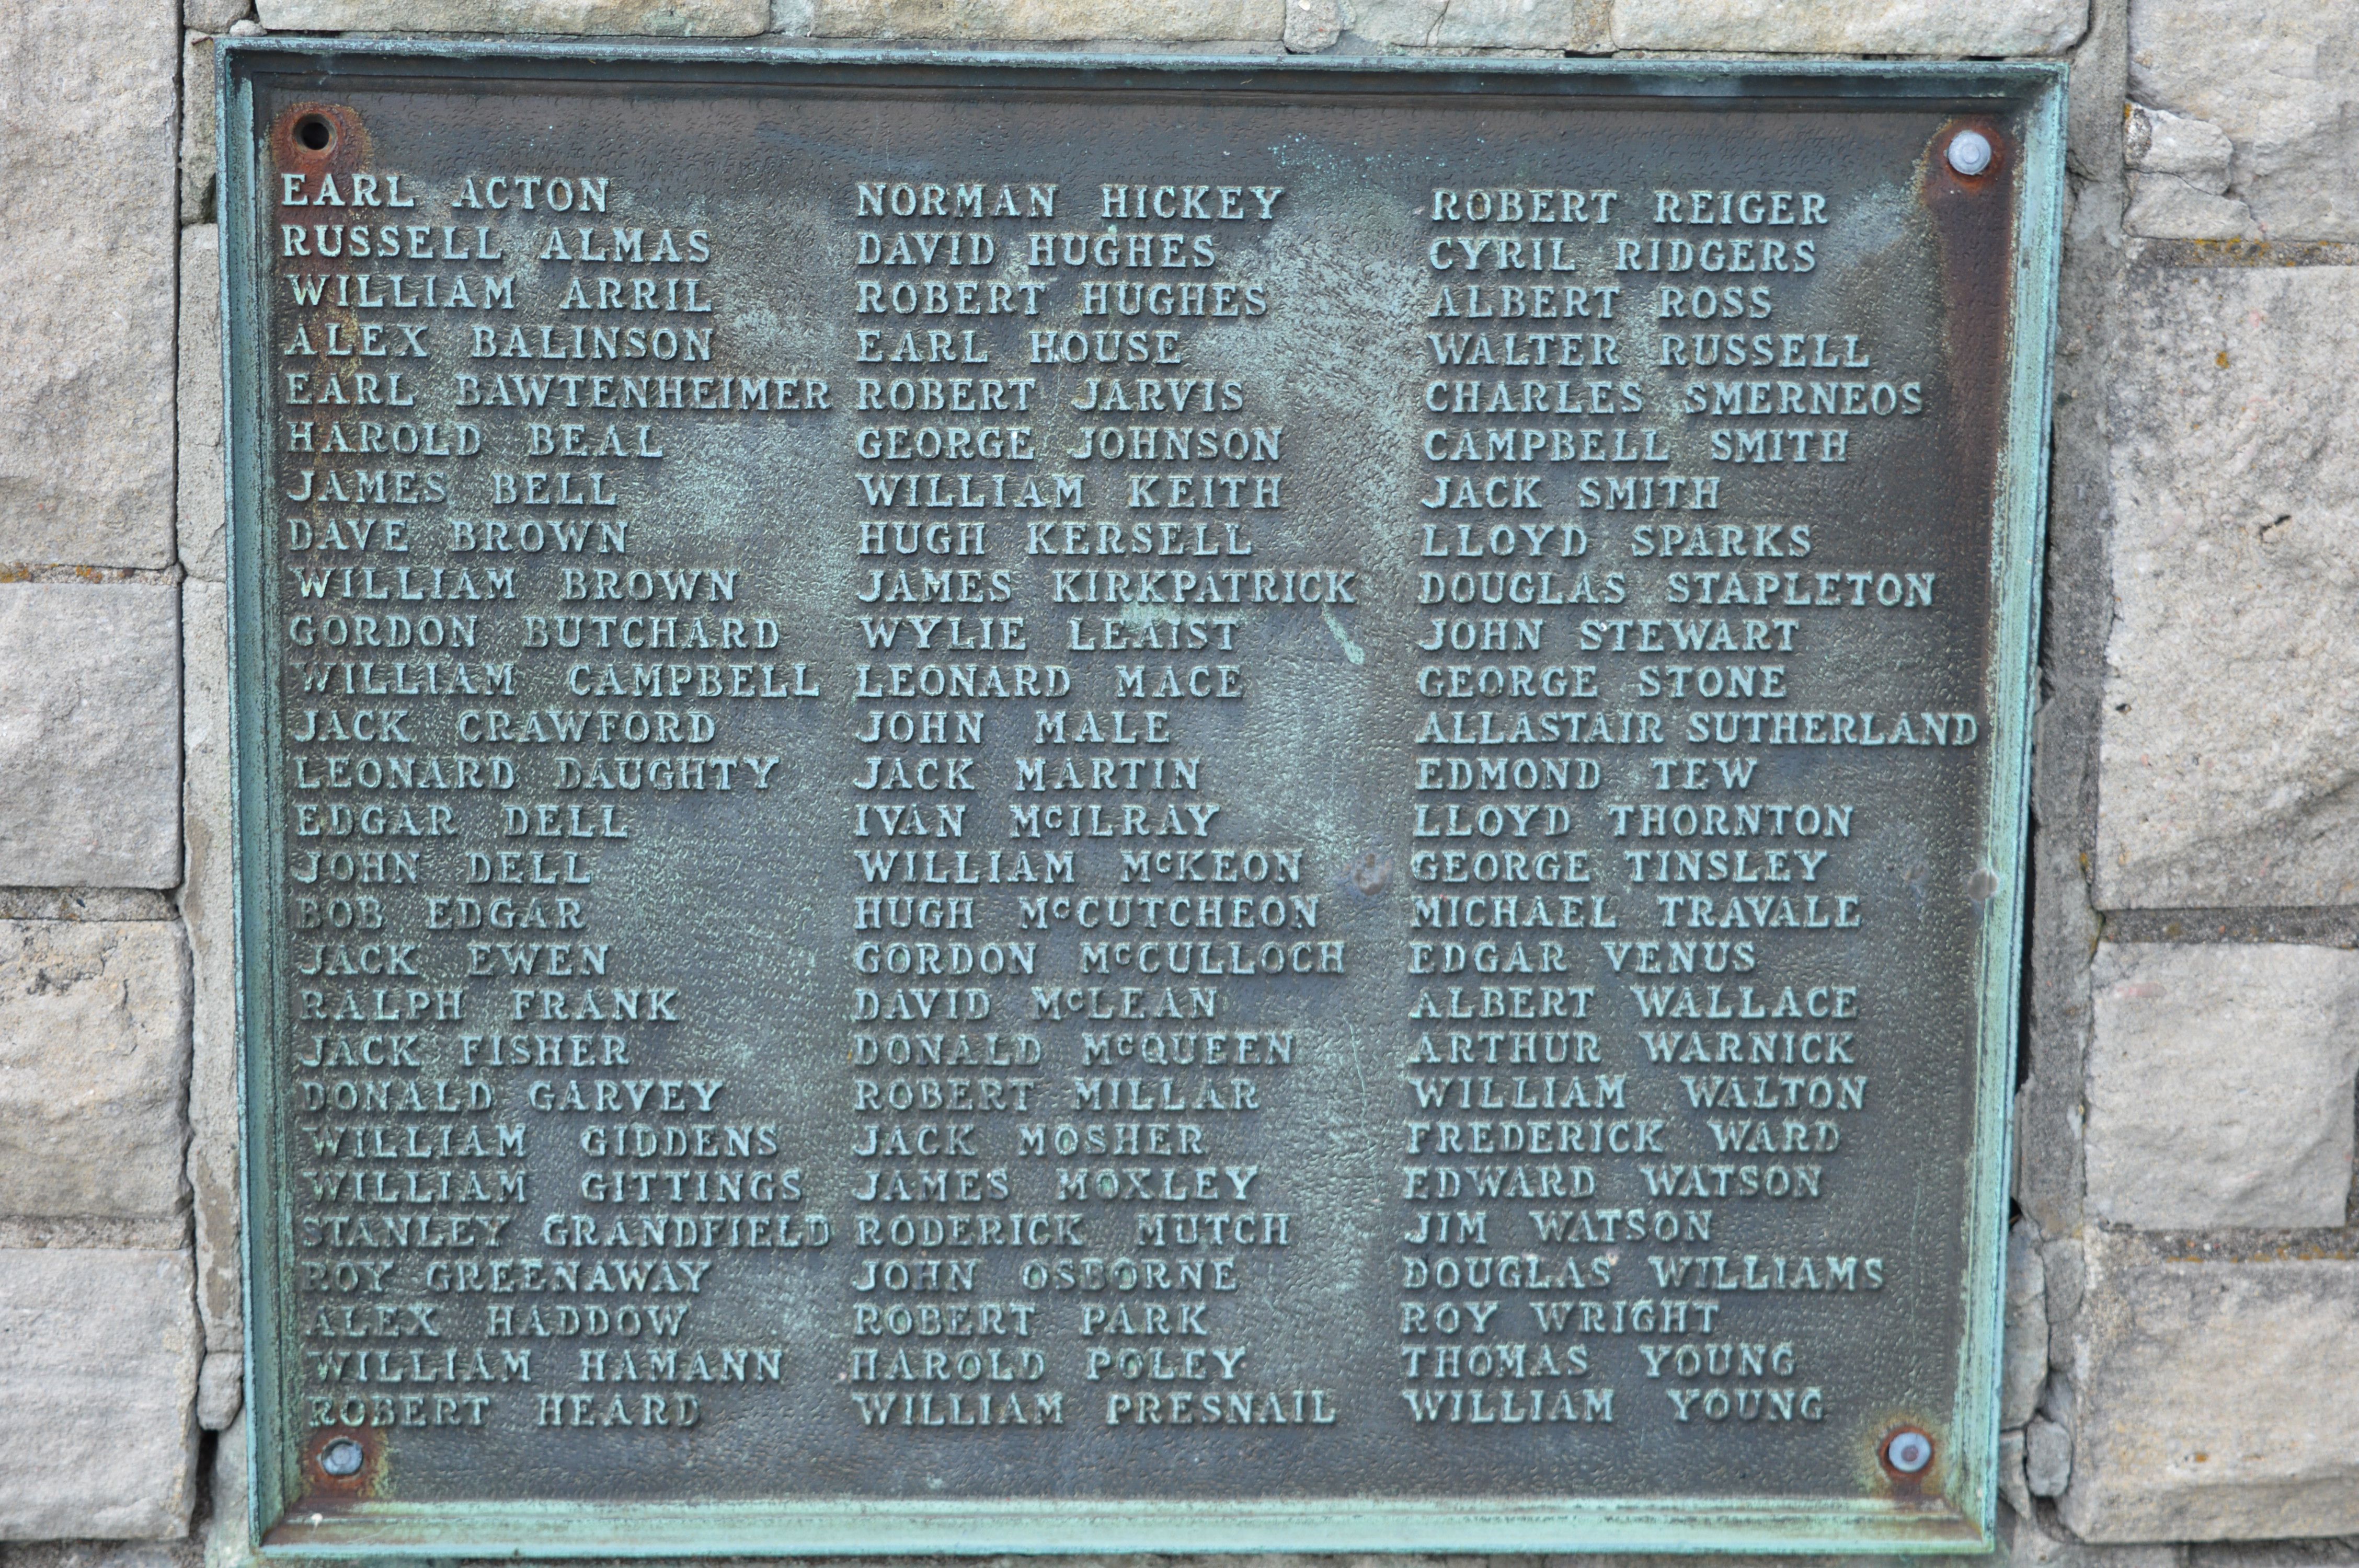 EARL ACTON
RUSSELL ALMAS
WILLIAM ARRIL
ALEX BALINSON
EARL BAWTENHEIMER
HAROLD BEAL
JAMES BELL
DAVE BROWN
WILLIAM BROWN
GORDON BUTCHARD
WILLIAM CAMPBELL
JACK CRAWFORD
LEONARD DAUGHTY
EDGAR DELL
JOHN DELL
BOB EDGAR
JACK EWEN
RALPH FRANK
JACK FISHER
DONALD GARVEY
WILLIAM GIDDENS
WILLIAM GITTINGS
STANLEY GRANDFIELD
ROY GREENAWAY
ALEX HADDOW
WILLIAM HAMANN
ROBERT HEARD
NORMAN HICKEY
DAVID HUGHES
ROBERT HUGHES
EARL HOUSE
ROBERT JARVIS
GEORGE JOHNSON
WILLIAM KEITH
HUGH KERSELL
JAMES KIRKPATRICK
WYLIE LEAIST
LEONARD MACE
JOHN MALE
JACK MARTIN
IVAN McILRAY
WILLIAM McKEON
HUGH McCUTCHEON
GORDON McCULLOCH
DAVID McLEAN
DONALD McQUEEN
ROBERT MILLAR
JACK MOSHER
JAMES MOXLEY
RODERICK MUTCH
JOHN OSBORNE
ROBERT PARK
HAROLD POLEY
WILLIAM PRESNAIL
ROBERT REIGER
CYRIL RIDGERS
ALBERT ROSS
WALTER RUSSELL
CHARLES SMERNEOS
CAMPBELL SMITH
JACK SMITH
LLOYD SPARKS
DOUGLAS STAPLETON
JOHN STEWART
GEORGE STONE
ALLASTAIR SUTHERLAND
EDMOND TEW
LLOYD THORNTON
GEORGE TINSLEY
MICHAEL TRAVALE
EDGAR VENUS
ALBERT WALLACE
ARTHUR WARNICK
WILLIAM WALTON
FREDERICK WARD
EDWARD WATSON
JIM WATSON
DOUGLAS WILLIAMS
ROY WRIGHT
THOMAS YOUNG
WILLIAM YOUNG